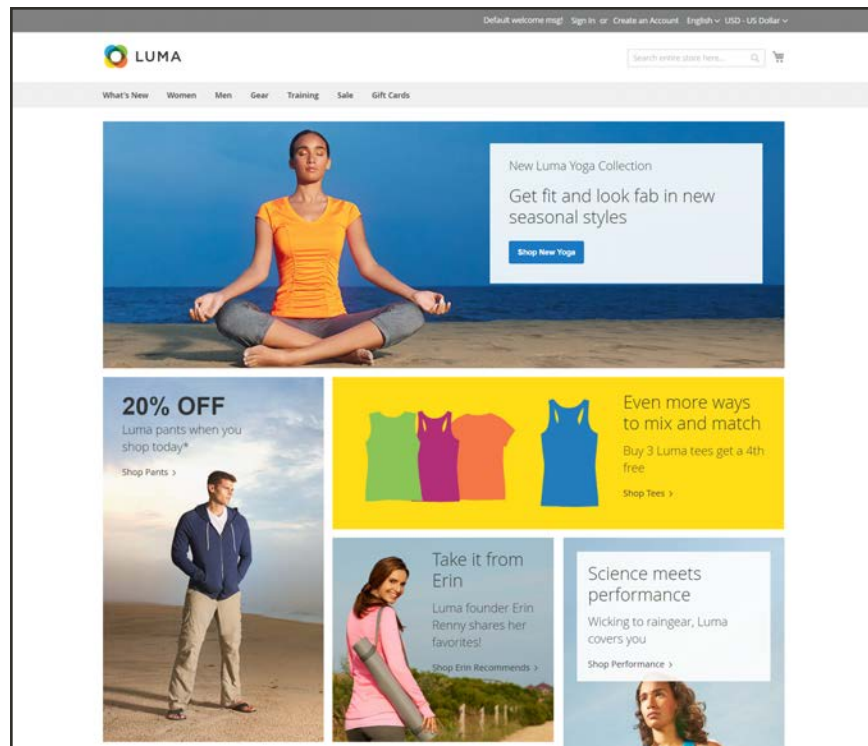 Default welcome msg! Sign In or Create an Account English USD - US Dollar
LUMA
Search entire store here...
What's New Women Men Gear Training Sale Gift Cards
New Luma Yoga Collection
Get fit and look fab in new
seasonal styles
Shop New Yoga
20% OFF
Luma pants when you
shop today*
Shop Pants >
Even more ways
to mix and match
Buy 3 Luma tees get a 4th
free
Shop Tees >
Take it from
Erin
Luma founder Erin
Renny shares her
favorites!
Shop Erin Recommends >
Science meets
performance
Wicking to raingear, Luma
covers you
Shop Performance >